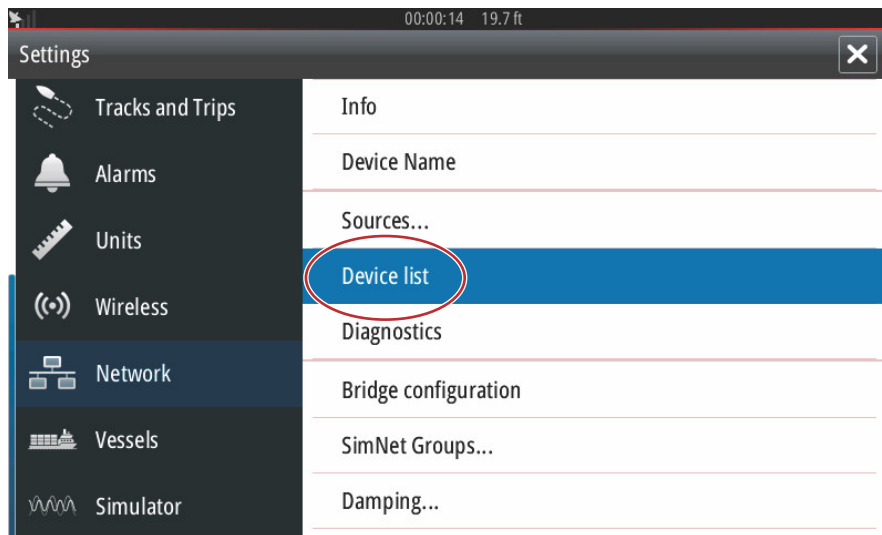 00:00:14 19.7 ft
Settings
Tracks and Trips
Alarms
Units
Wireless
Network
Vessels
Simulator
Info
Device Name
Sources...
Device list
Diagnostics
Bridge configuration
SimNet Groups...
Damping...